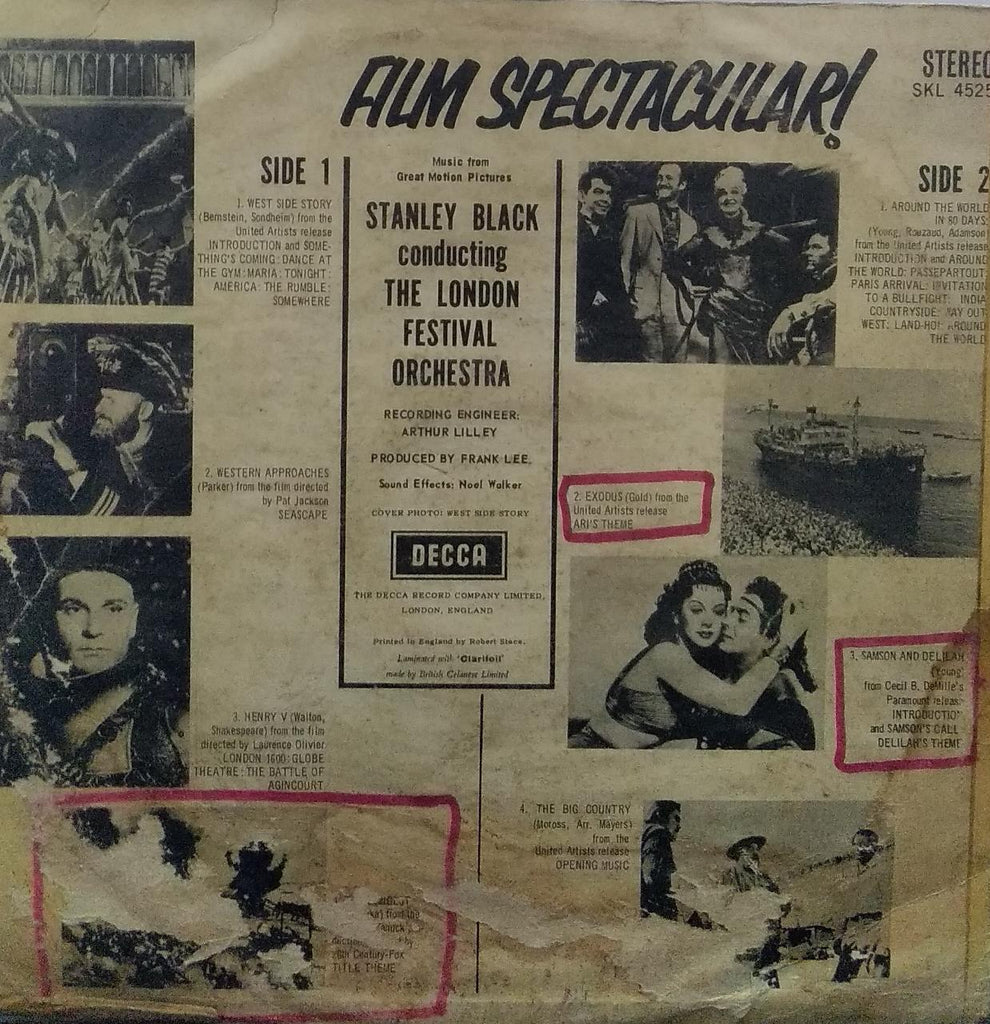 FILM SPECTACULAR!
STEREO
SKL 4525
SIDE 1
1. WEST SIDE STORY
(Bernstein, Sondheim) from the
United Artists release
INTRODUCTION and SOME-
THING'S COMING: DANCE AT
THE GYM: MARIA: TONIGHT:
AMERICA: THE RUMBLE:
SOMEWHERE
2. WESTERN APPROACHES
(Parker) from the film directed
by Pat Jackson
SEASCAPE
3. HENRY V (Walton,
Shakespeare) from the film
directed by Laurence Olivier
LONDON 1600: GLOBE
THEATRE: THE BATTLE OF
AGINCOURT
from the
by
20th Century-Fox
TITLE THEME
Music from
Great Motion Pictures
STANLEY BLACK
conducting
THE LONDON
FESTIVAL
ORCHESTRA
RECORDING ENGINEER:
ARTHUR LILLEY
PRODUCED BY FRANK LEE.
Sound Effects: Noel Walker
COVER PHOTO: WEST SIDE STORY
DECCA
THE DECCA RECORD COMPANY LIMITED,
LONDON, ENGLAND
Printed in England by Robert Stace.
Laminated with 'Clarifoil'
made by British Celanese Limited
SIDE 2
1. AROUND THE WORLD
IN 80 DAYS
(Young, Rouzaud, Adamson)
from the United Artists release
INTRODUCTION and AROUND
THE WORLD: PASSEPARTOUT:
PARIS ARRIVAL: INVITATION
TO A BULLFIGHT: INDIA
COUNTRYSIDE: WAY OUT
WEST: LAND-HO! AROUND
THE WORLD
2. EXODUS (Gold) from the
United Artists release
ARI'S THEME
3. SAMSON AND DELILAH
(Young)
from Cecil B. DeMille's
Paramount release
INTRODUCTION
and SAMSON'S CALL
DELILAH'S THEME
4. THE BIG COUNTRY
(Moross, Arr. Mayers)
from the
United Artists release
OPENING MUSIC